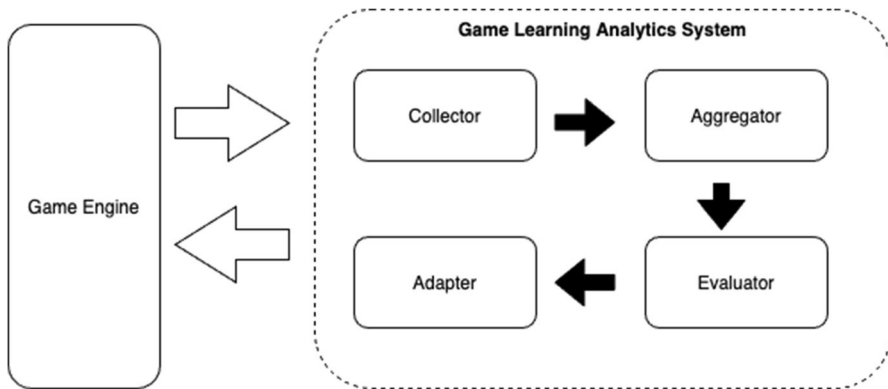 Game Learning Analytics System
Collector
Aggregator
Game Engine
Adapter
Evaluator